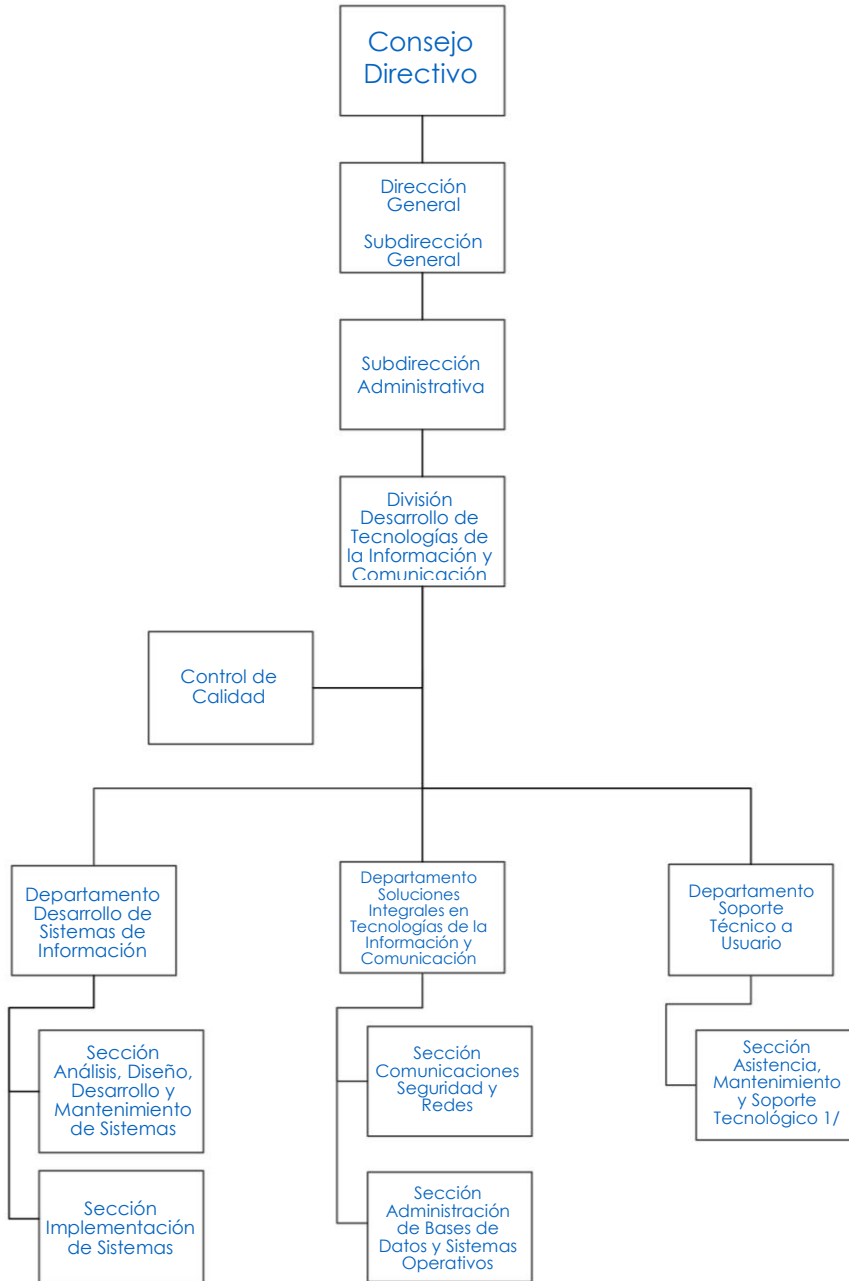 Consejo
Directivo
Dirección
General
Subdirección
General
Subdirección
Administrativa
División
Desarrollo de
Tecnologías de
la Información y
Comunicación
Control de
Calidad
Departamento
Desarrollo de
Sistemas de
Información
Departamento
Soluciones
Integrales en
Tecnologías de la
Información y
Comunicación
Departamento
Soporte
Técnico a
Usuario
Sección
Análisis, Diseño,
Desarrollo y
Mantenimiento
de Sistemas
Sección
Comunicaciones
Seguridad y
Redes
Sección
Asistencia,
Mantenimiento
y Soporte
Tecnológico 1/
Sección
Implementación
de Sistemas
Sección
Administración
de Bases de
Datos y Sistemas
Operativos